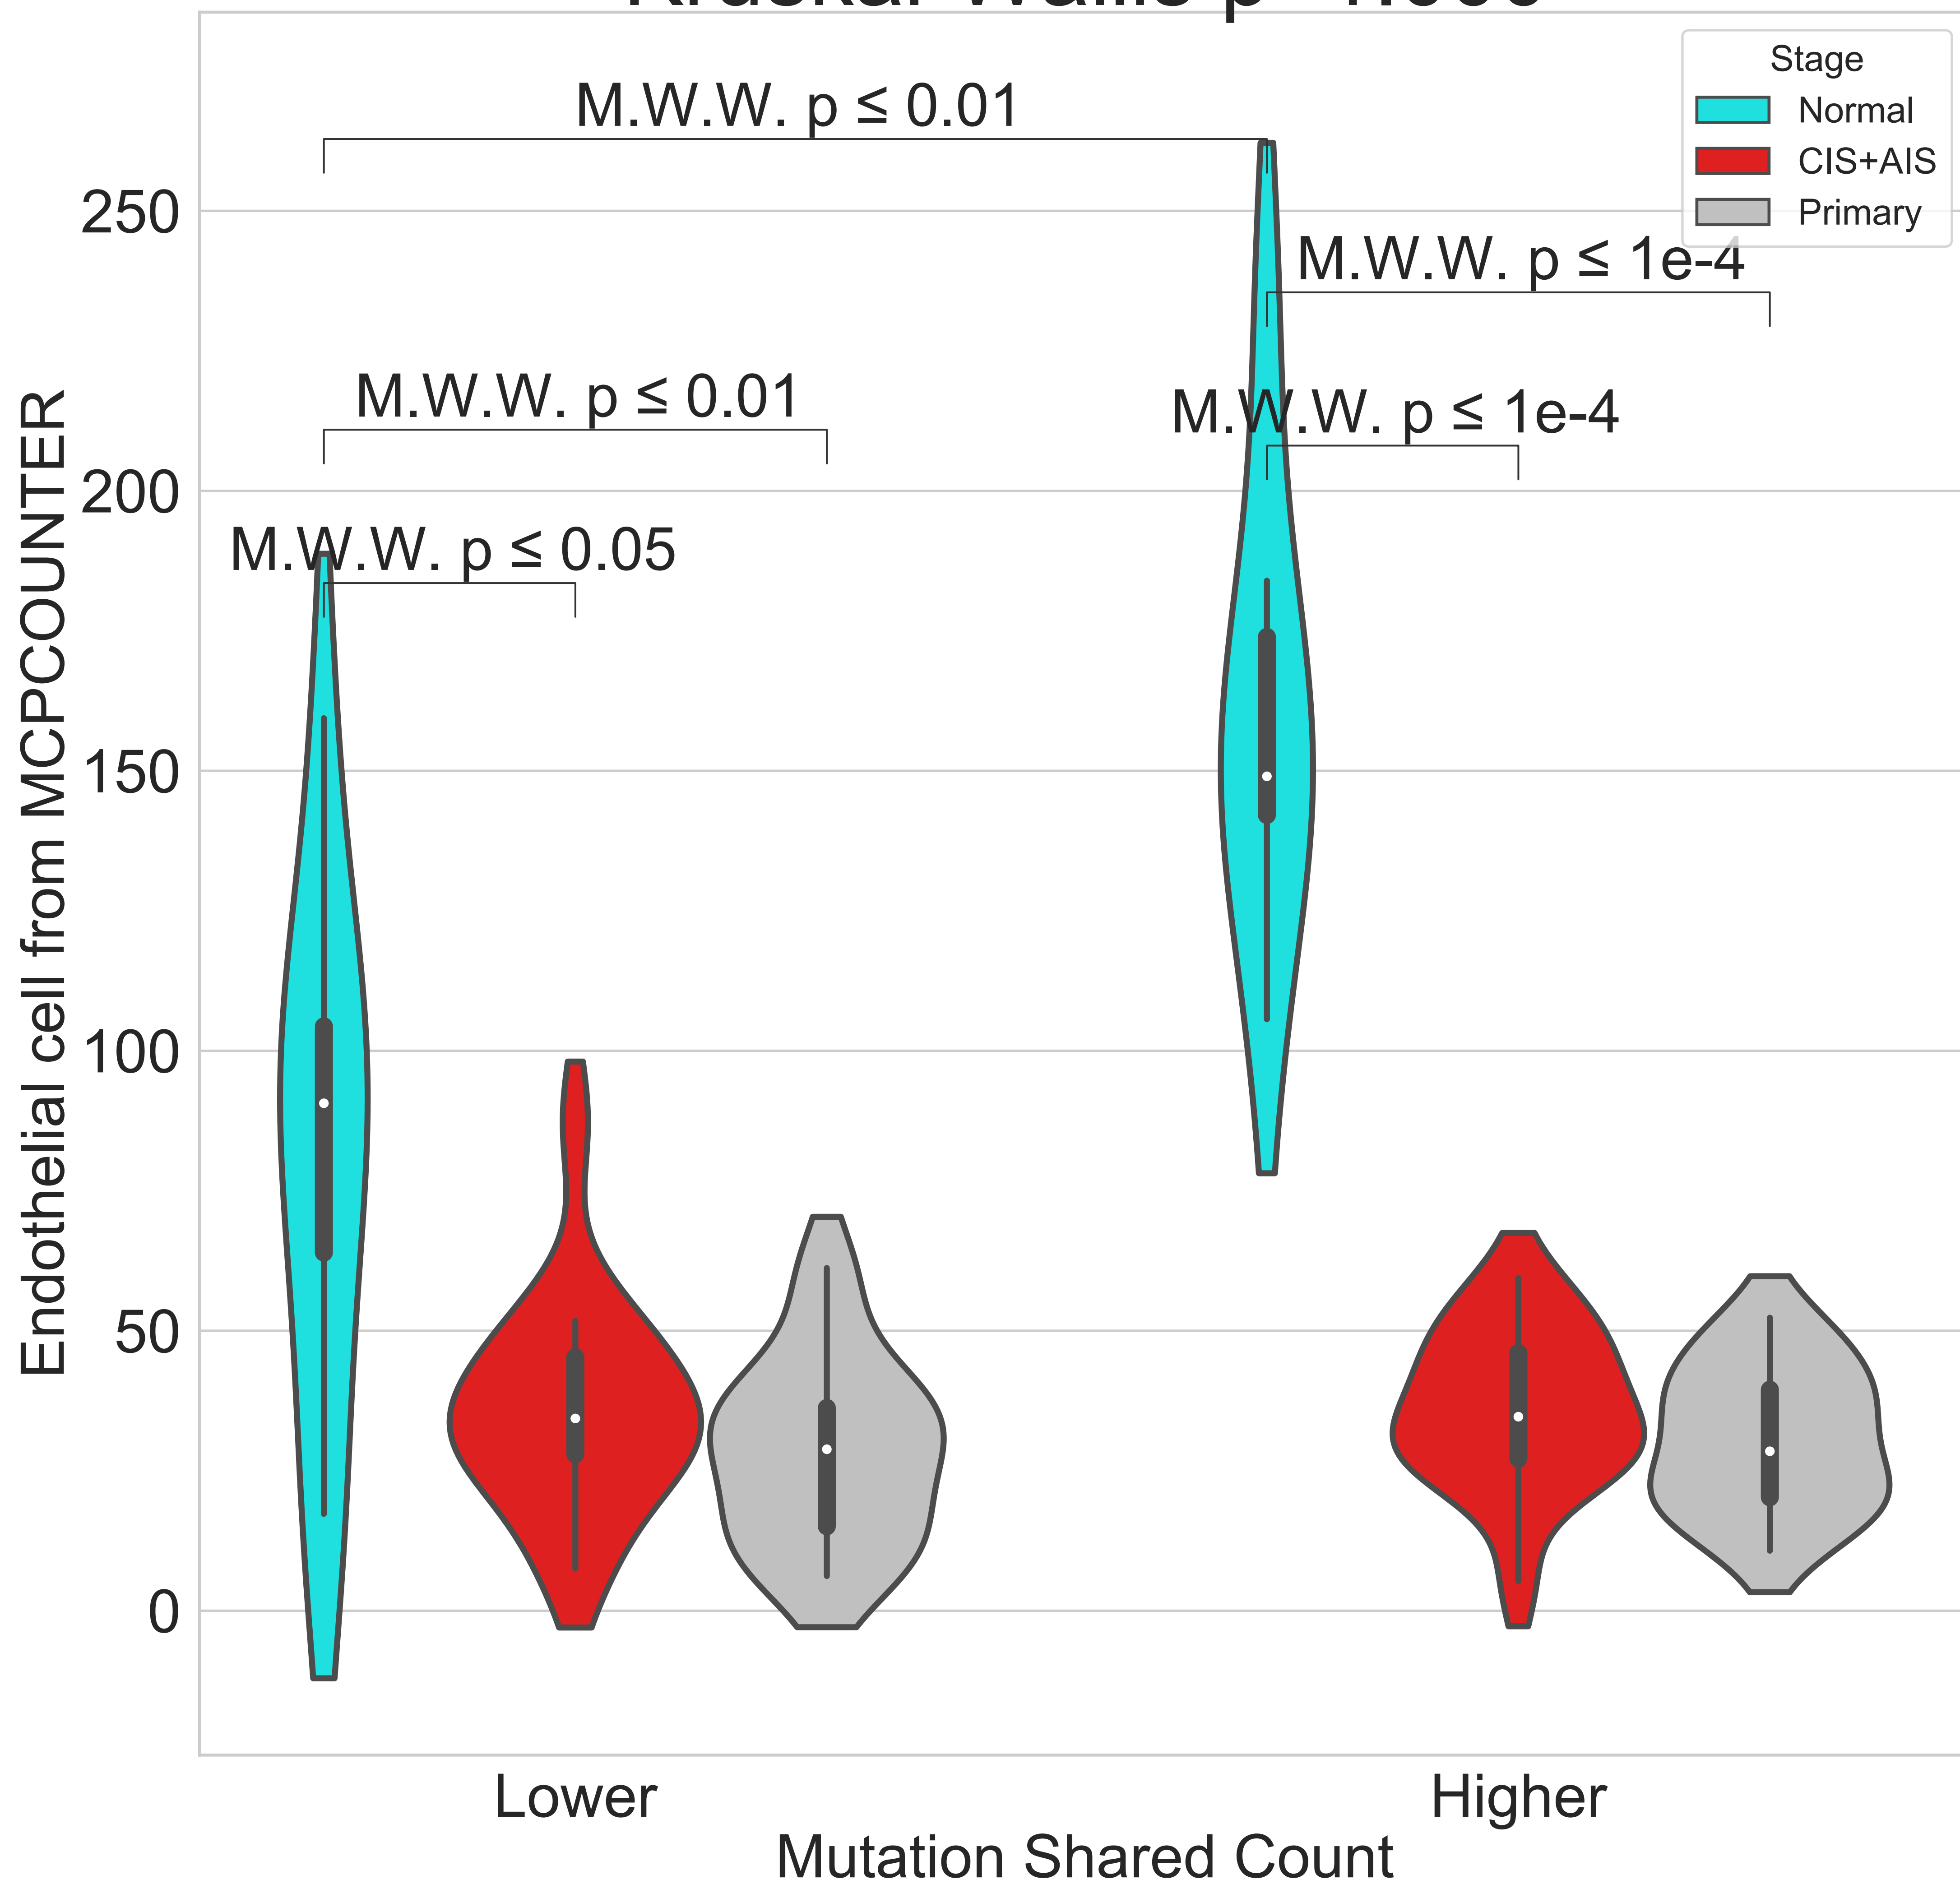 Stage
Normal
CIS+AIS
Primary
M.W.W. p ≤ 0.01
M.W.W. p ≤ 1e-4
M.W.W. p ≤ 0.01
M.W.W. p ≤ 1e-4
M.W.W. p ≤ 0.05
Endothelial cell from MCPCOUNTER
250
200
150
100
50
0
Lower
Higher
Mutation Shared Count